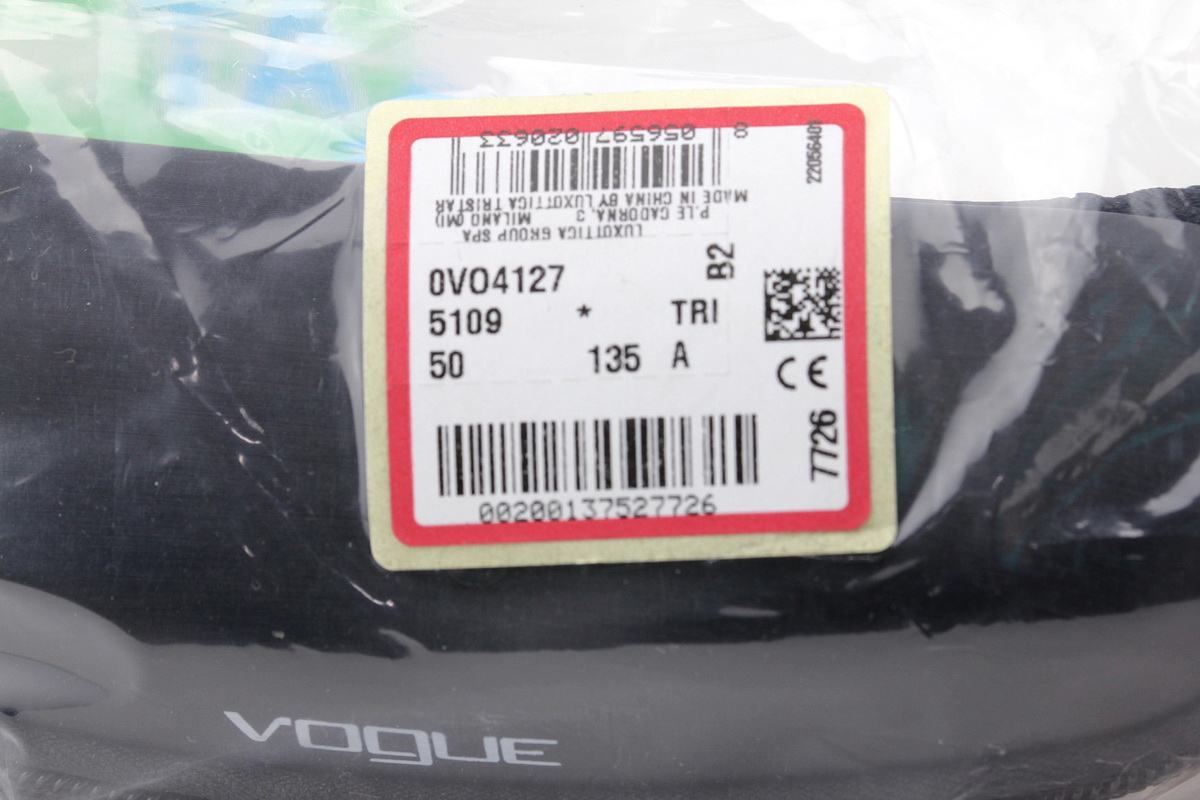 LUXOTTICA GROUP SPA
P.LE CADORNA, 3 MILANO (MI)
MADE IN CHINA BY LUXOTTICA TRISTAR
8 056597 020633
22056401
B2
0VO4127
5109 * TRI
50 135 A
CE
7726
00200137527726
VOGUE